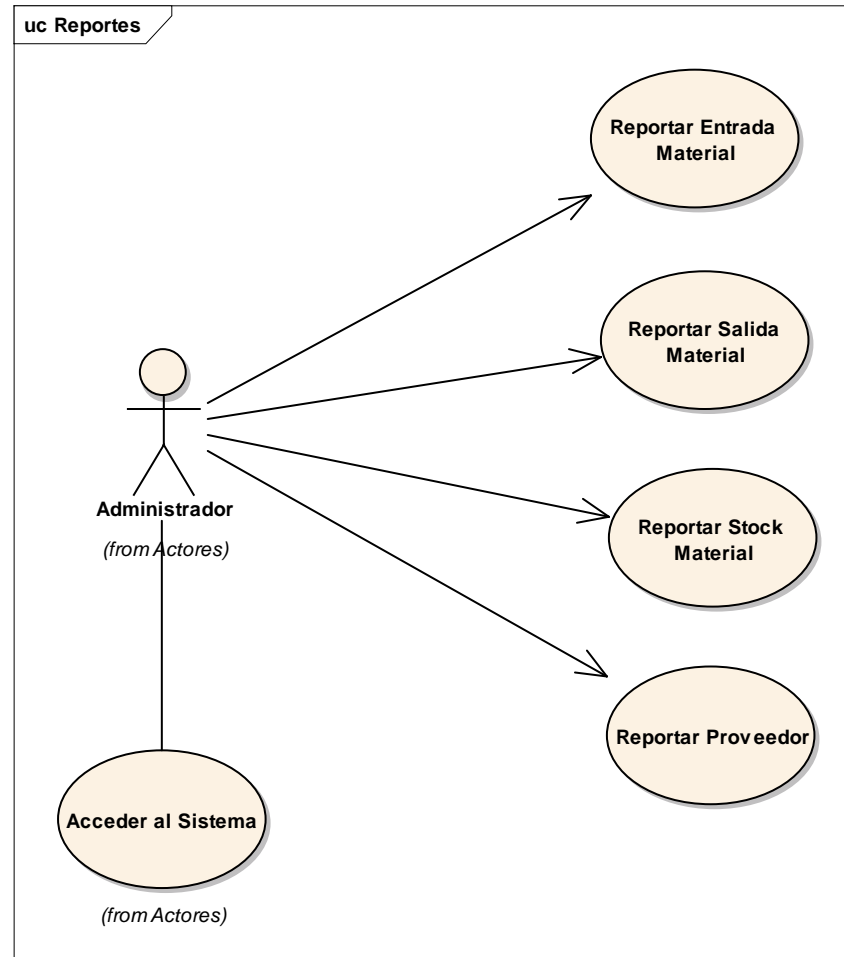 uc Reportes
Reportar Entrada
Material
Reportar Salida
Material
Administrador
(from Actores)
Reportar Stock
Material
Reportar Proveedor
Acceder al Sistema
(from Actores)